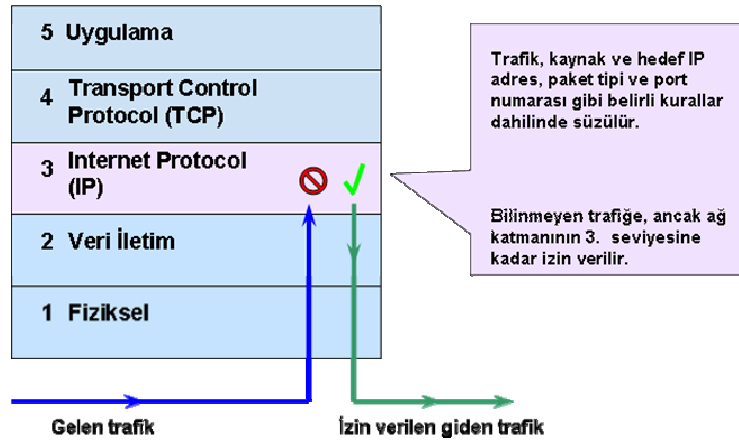 5 Uygulama
4 Transport Control
Protocol (TCP)
3 Internet Protocol
(IP)
2 Veri İletim
1 Fiziksel
Trafik, kaynak ve hedef IP
adres, paket tipi ve port
numarası gibi belirli kurallar
dahilinde süzülür.
Bilinmeyen trafiğe, ancak ağ
katmanının 3. seviyesine
kadar izin verilir.
Gelen trafik
İzin verilen giden trafik